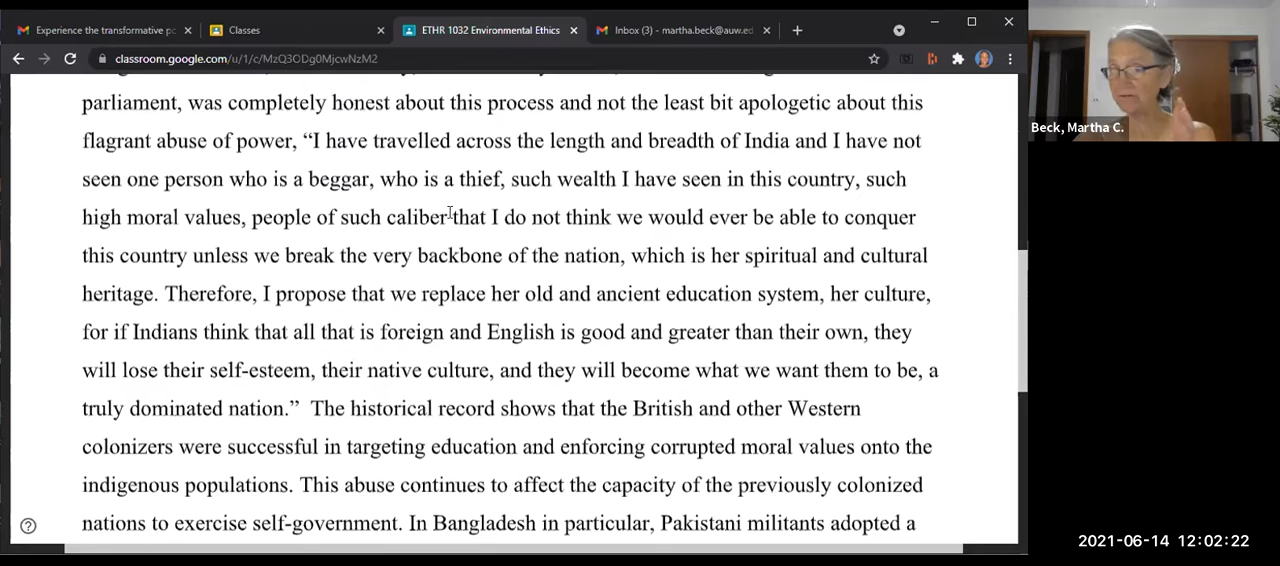 Experience the transformative pc
Classes
ETHR 1032 Environmental Ethics
Inbox (3) - martha.beck@auw.ed
classroom.google.com/u/1/c/MzQ3ODg0MjcwNzM2
Beck, Martha C.
parliament, was completely honest about this process and not the least bit apologetic about this
flagrant abuse of power, “I have travelled across the length and breadth of India and I have not
seen one person who is a beggar, who is a thief, such wealth I have seen in this country, such
high moral values, people of such caliber that I do not think we would ever be able to conquer
this country unless we break the very backbone of the nation, which is her spiritual and cultural
heritage. Therefore, I propose that we replace her old and ancient education system, her culture,
for if Indians think that all that is foreign and English is good and greater than their own, they
will lose their self-esteem, their native culture, and they will become what we want them to be, a
truly dominated nation.” The historical record shows that the British and other Western
colonizers were successful in targeting education and enforcing corrupted moral values onto the
indigenous populations. This abuse continues to affect the capacity of the previously colonized
nations to exercise self-government. In Bangladesh in particular, Pakistani militants adopted a
2021-06-14 12:02:22